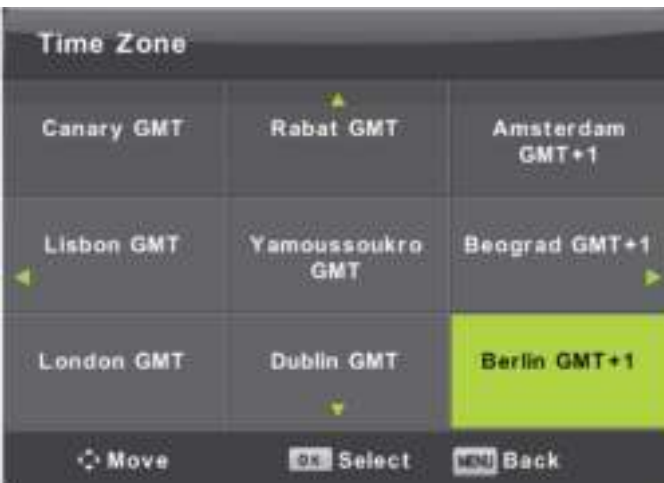 Time Zone
Canary GMT
Rabat GMT
Amsterdam
GMT+1
Lisbon GMT
Yamoussoukro
GMT
Beograd GMT+1
London GMT
Dublin GMT
Berlin GMT+1
Move
OK Select
MENU Back